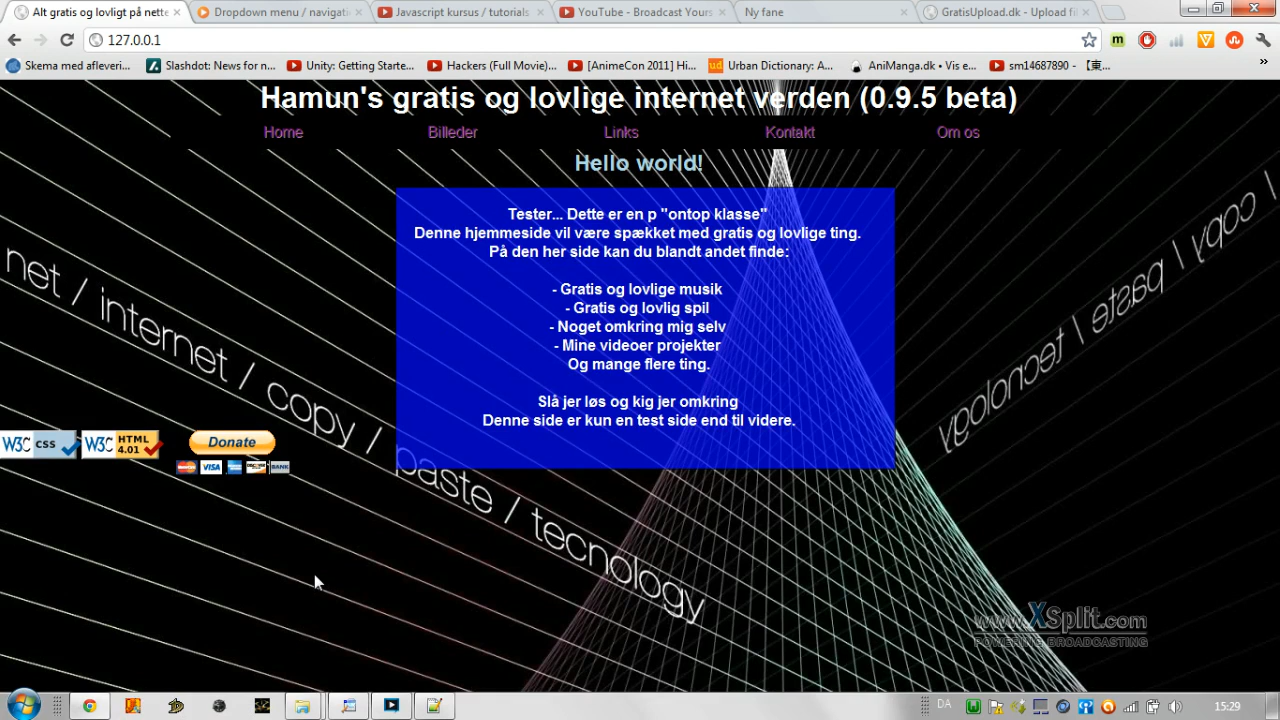 Alt gratis og lovligt på nette
Dropdown menu / navigati
Javascript kursus / tutorials
YouTube - Broadcast Yours
Ny fane
GratisUpload.dk - Upload fi
127.0.0.1
Skema med afleveri...
Slashdot: News for n...
Unity: Getting Starte...
Hackers (Full Movie)...
[AnimeCon 2011] Hi...
Urban Dictionary: A...
AniManga.dk • Vis e...
sm14687890 - 【東...
Hamun's gratis og lovlige internet verden (0.9.5 beta)
Home
Billeder
Links
Kontakt
Om os
Hello world!
Tester... Dette er en p "ontop klasse"
Denne hjemmeside vil være spækket med gratis og lovlige ting.
På den her side kan du blandt andet finde:
- Gratis og lovlige musik
- Gratis og lovlig spil
- Noget omkring mig selv
- Mine videoer projekter
Og mange flere ting.
Slå jer løs og kig jer omkring
Denne side er kun en test side end til videre.
net / internet / copy / paste / tecnology
copy / paste / tecnology
W3C css
W3C HTML 4.01
Donate
VISA
BANK
www.XSplit.com
POWERING BROADCASTING
DA
15:29